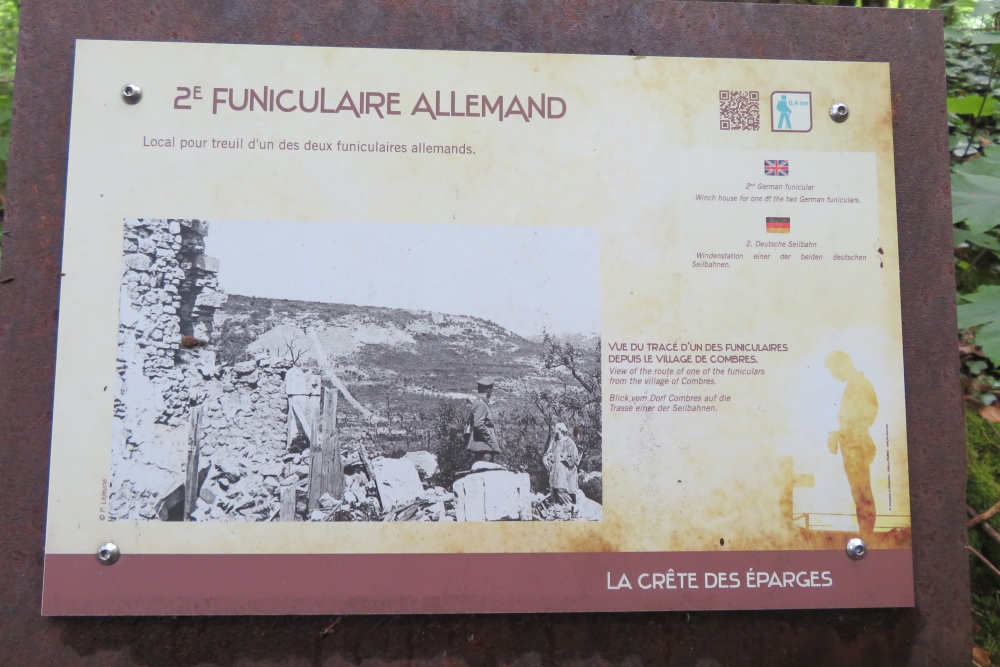 2E FUNICULAIRE ALLEMAND
0,4 km
Local pour treuil d'un des deux funiculaires allemands.
2nd German funicular
Winch house for one of the two German funiculars.
2. Deutsche Seilbahn
Windenstation einer der beiden deutschen
Seilbahnen.
VUE DU TRACÉ D'UN DES FUNICULAIRES
DEPUIS LE VILLAGE DE COMBRES.
View of the route of one of the funiculars
from the village of Combres.
Blick vom Dorf Combres auf die
Trasse einer der Seilbahnen.
LA CRÊTE DES ÉPARGES